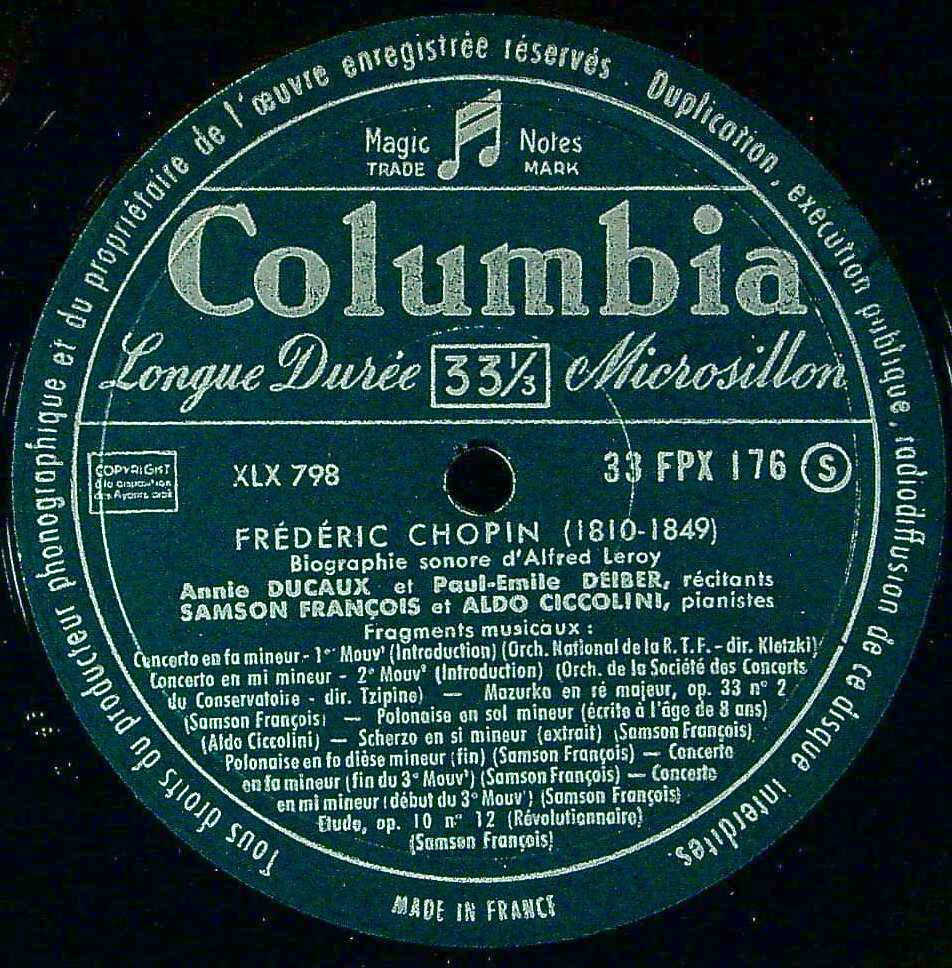 Tous droits du producteur phonographique et du propriétaire de l'œuvre enregistrée réservés · Duplication, exécution publique, radiodiffusion de ce disque interdites.
Magic Notes
TRADE MARK
Columbia
Longue Durée 33⅓ Microsillon
COPYRIGHT
à la disposition
des Ayants droit
XLX 798
33 FPX 176 S
FRÉDÉRIC CHOPIN (1810-1849)
Biographie sonore d'Alfred Leroy
Annie DUCAUX et Paul-Emile DEIBER, récitants
SAMSON FRANÇOIS et ALDO CICCOLINI, pianistes
Fragments musicaux :
Concerto en fa mineur - 1er Mouvt (Introduction) (Orch. National de la R. T. F. - dir. Kletzki)
Concerto en mi mineur - 2e Mouvt (Introduction) (Orch. de la Société des Concerts
du Conservatoire - dir. Tzipine) — Mazurka en ré majeur, op. 33 n° 2
(Samson François) — Polonaise en sol mineur (écrite à l'âge de 8 ans)
(Aldo Ciccolini) — Scherzo en si mineur (extrait) (Samson François)
Polonaise en fa dièse mineur (fin) (Samson François) — Concerto
en fa mineur (fin du 3e Mouvt) (Samson François) — Concerto
en mi mineur (début du 3e Mouvt) (Samson François)
Etude, op. 10 n° 12 (Révolutionnaire)
(Samson François)
MADE IN FRANCE